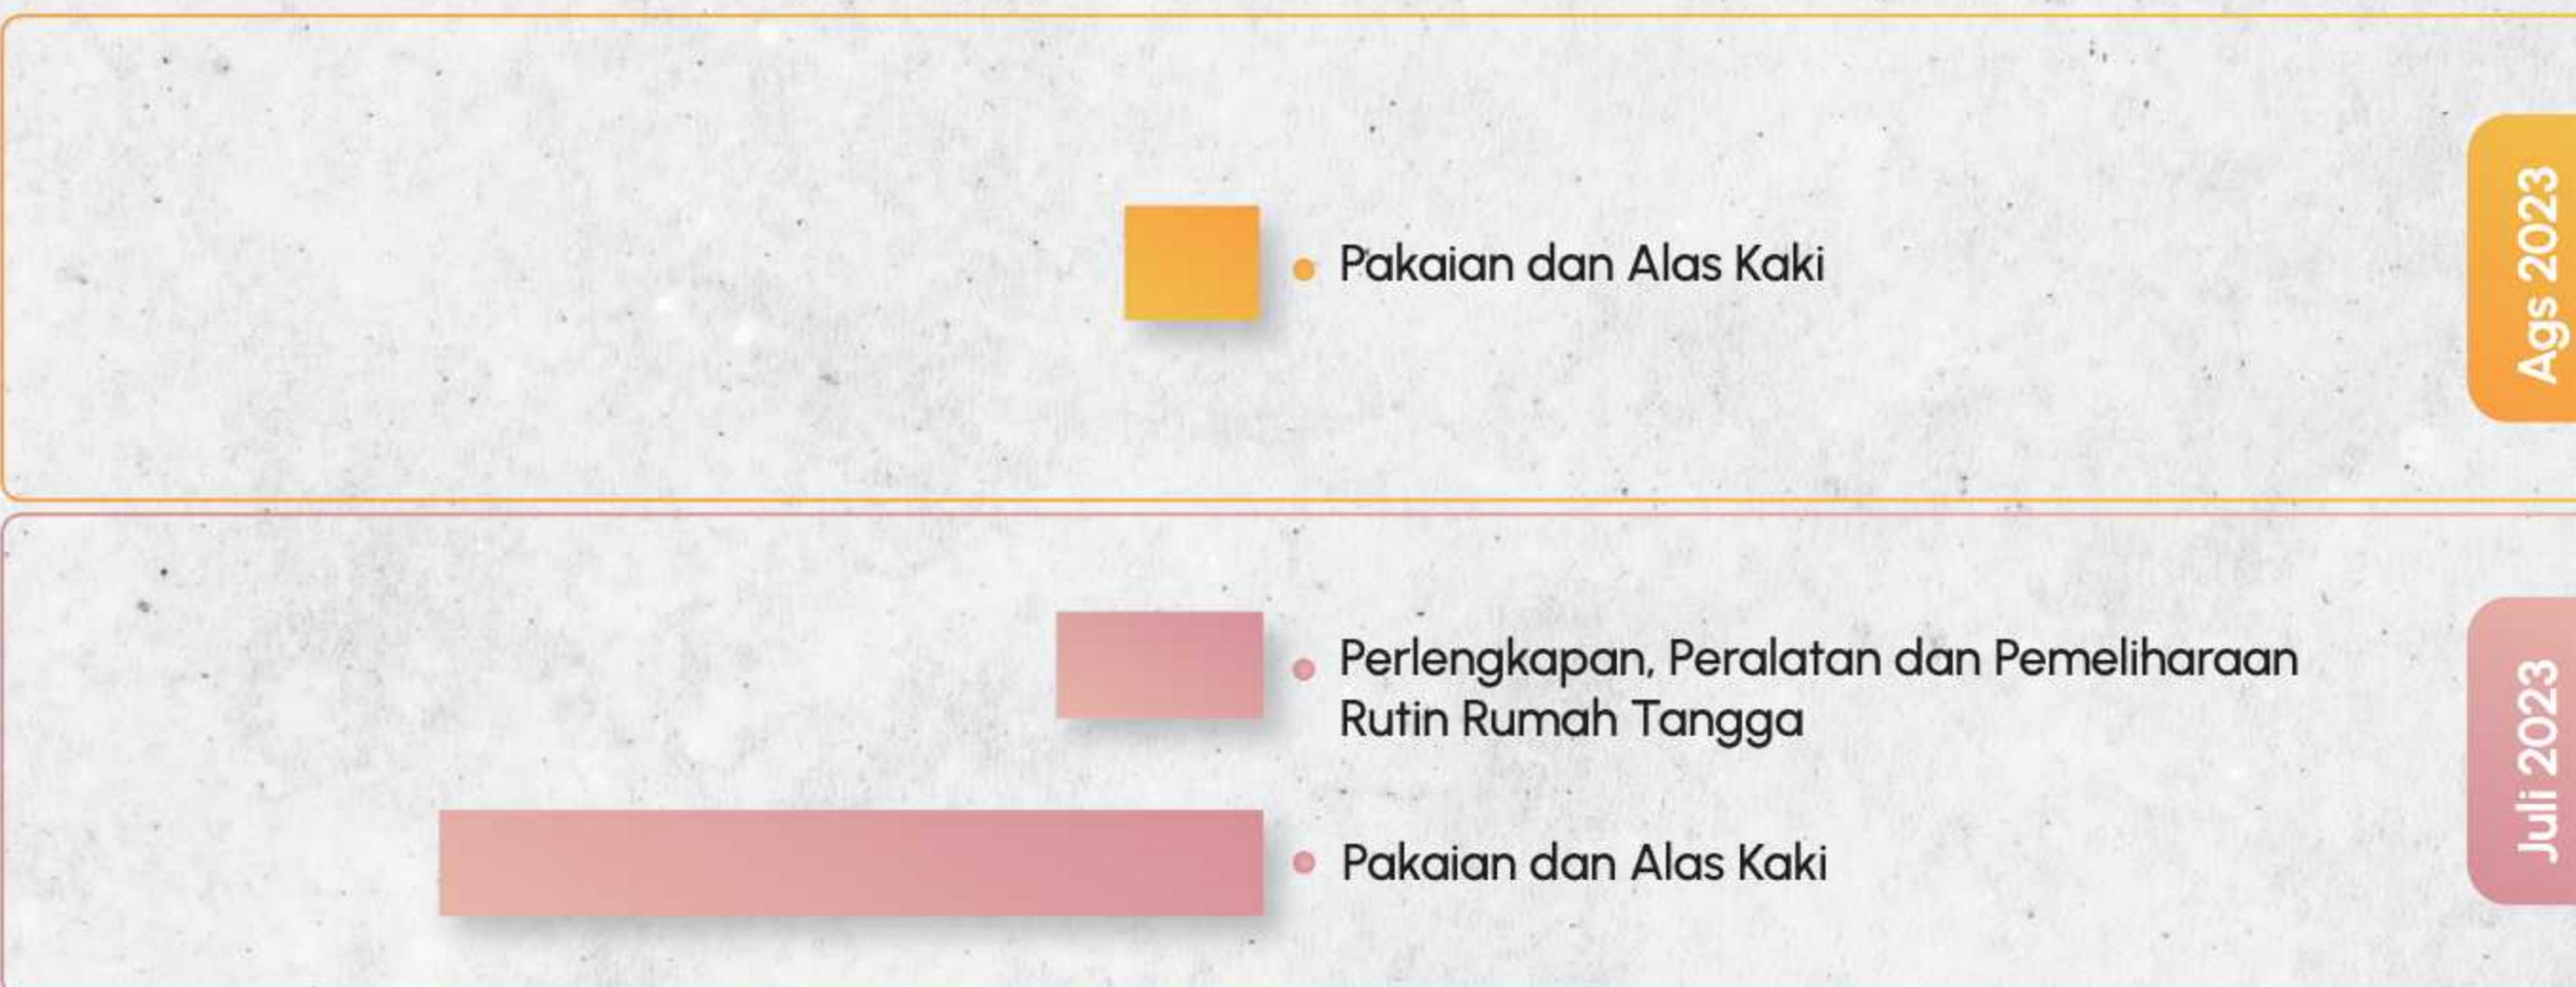 Pakaian dan Alas Kaki
Ags 2023
Perlengkapan, Peralatan dan Pemeliharaan
Rutin Rumah Tangga
Pakaian dan Alas Kaki
Juli 2023